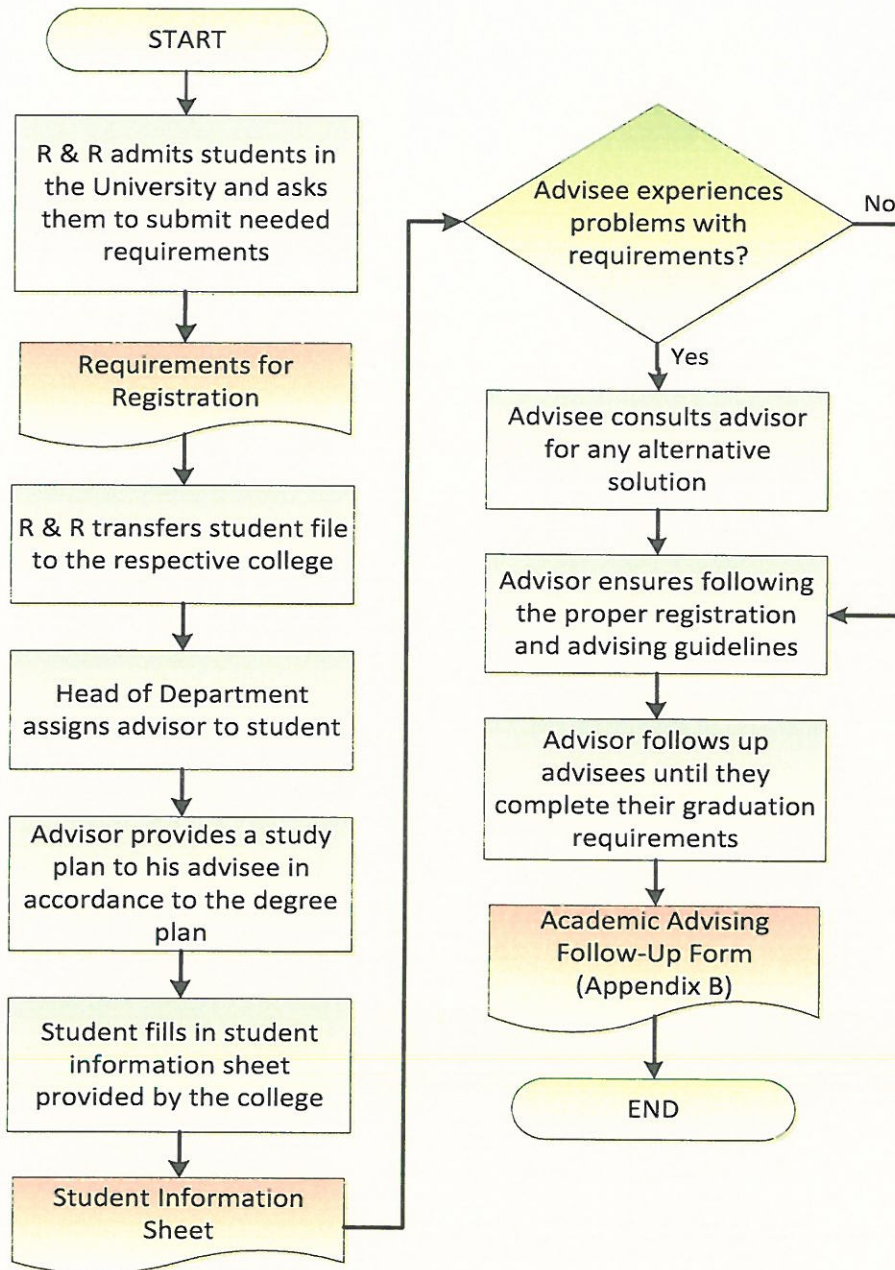 START
R & R admits students in
the University and asks
them to submit needed
requirements
Requirements for
Registration
R & R transfers student file
to the respective college
Head of Department
assigns advisor to student
Advisor provides a study
plan to his advisee in
accordance to the degree
plan
Student fills in student
information sheet
provided by the college
Student Information
Sheet
Advisee experiences
problems with
requirements?
No
Yes
Advisee consults advisor
for any alternative
solution
Advisor ensures following
the proper registration
and advising guidelines
Advisor follows up
advisees until they
complete their graduation
requirements
Academic Advising
Follow-Up Form
(Appendix B)
END